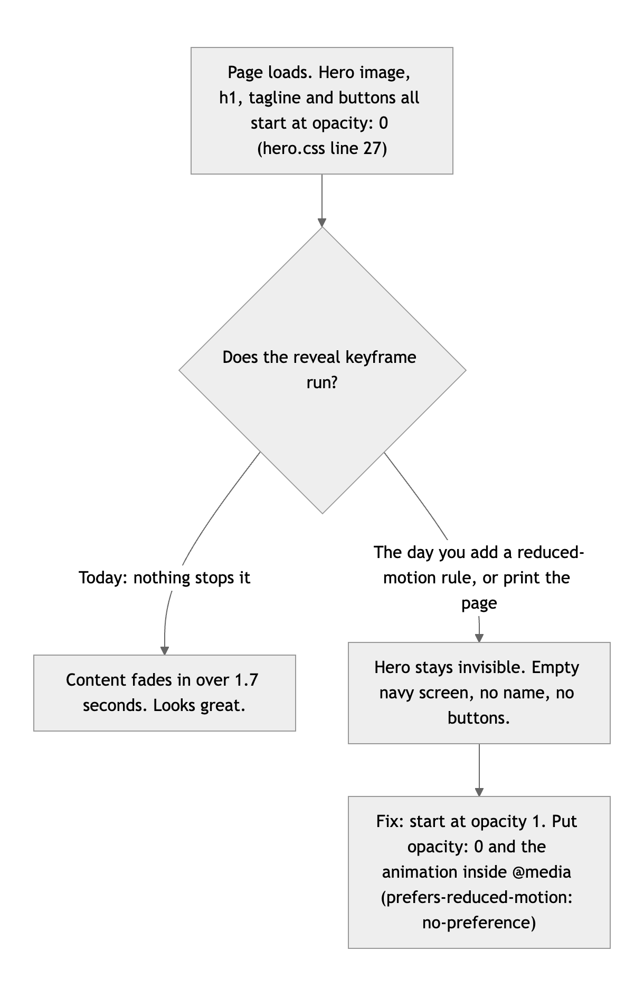 Page loads. Hero image,
h1, tagline and buttons all
start at opacity: 0
(hero.css line 27)
Does the reveal keyframe
run?
Today: nothing stops it
The day you add a reduced-
motion rule, or print the
page
Content fades in over 1.7
seconds. Looks great.
Hero stays invisible. Empty
navy screen, no name, no
buttons.
Fix: start at opacity 1. Put
opacity: 0 and the
animation inside @media
(prefers-reduced-motion:
no-preference)